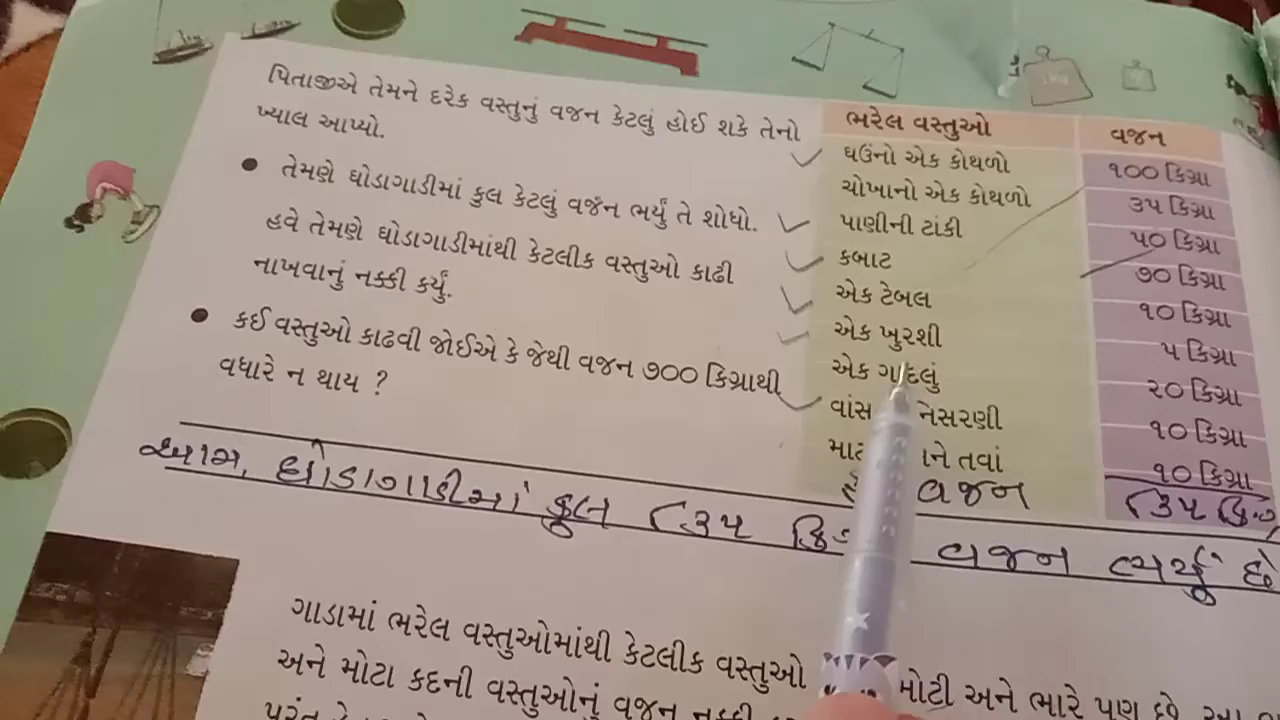 પિતાજીએ તેમને દરેક વસ્તુનું વજન કેટલું હોઈ શકે તેનો
ખ્યાલ આપ્યો.
• તેમણે ઘોડાગાડીમાં કુલ કેટલું વજન ભર્યું તે શોધો.
હવે તેમણે ઘોડાગાડીમાંથી કેટલીક વસ્તુઓ કાઢી
નાખવાનું નક્કી કર્યું.
• કઈ વસ્તુઓ કાઢવી જોઈએ કે જેથી વજન ૭૦૦ કિગ્રાથી
વધારે ન થાય ?
ભરેલ વસ્તુઓ વજન
ઘઉંનો એક કોથળો ૧૦૦ કિગ્રા
ચોખાનો એક કોથળો ૩૫ કિગ્રા
પાણીની ટાંકી ૫૦ કિગ્રા
કબાટ ૭૦ કિગ્રા
એક ટેબલ ૧૦ કિગ્રા
એક ખુરશી ૫ કિગ્રા
એક ગાદલું ૨૦ કિગ્રા
નિસરણી ૧૦ કિગ્રા
તવાં ૧૦ કિગ્રા
વજન
આમ, ઘોડાગાડીમાં કુલ વજન ભર્યું છે
ગાડામાં ભરેલ વસ્તુઓમાંથી કેટલીક વસ્તુઓ મોટી અને ભારે પણ છે.
અને મોટા કદની વસ્તુઓનું વજન નક્કી